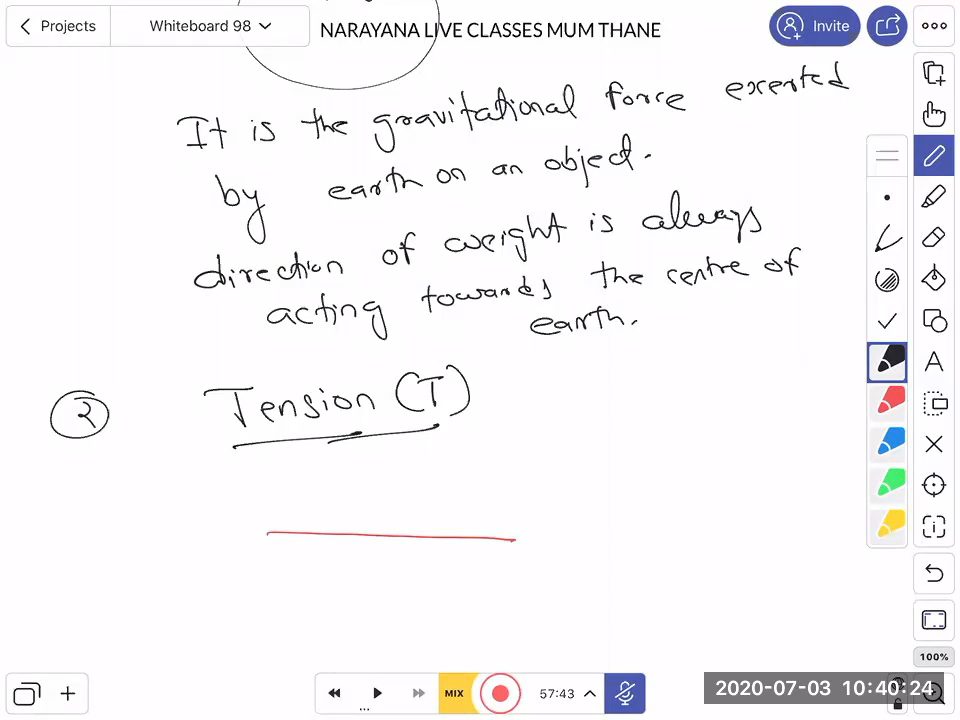 Projects
Whiteboard 98
NARAYANA LIVE CLASSES MUM THANE
Invite
It is the gravitational force exerted
by earth on an object.
direction of weight is always
acting towards the centre of
earth.
2 Tension (T)
A
100%
MIX
57:43
2020-07-03 10:40:24